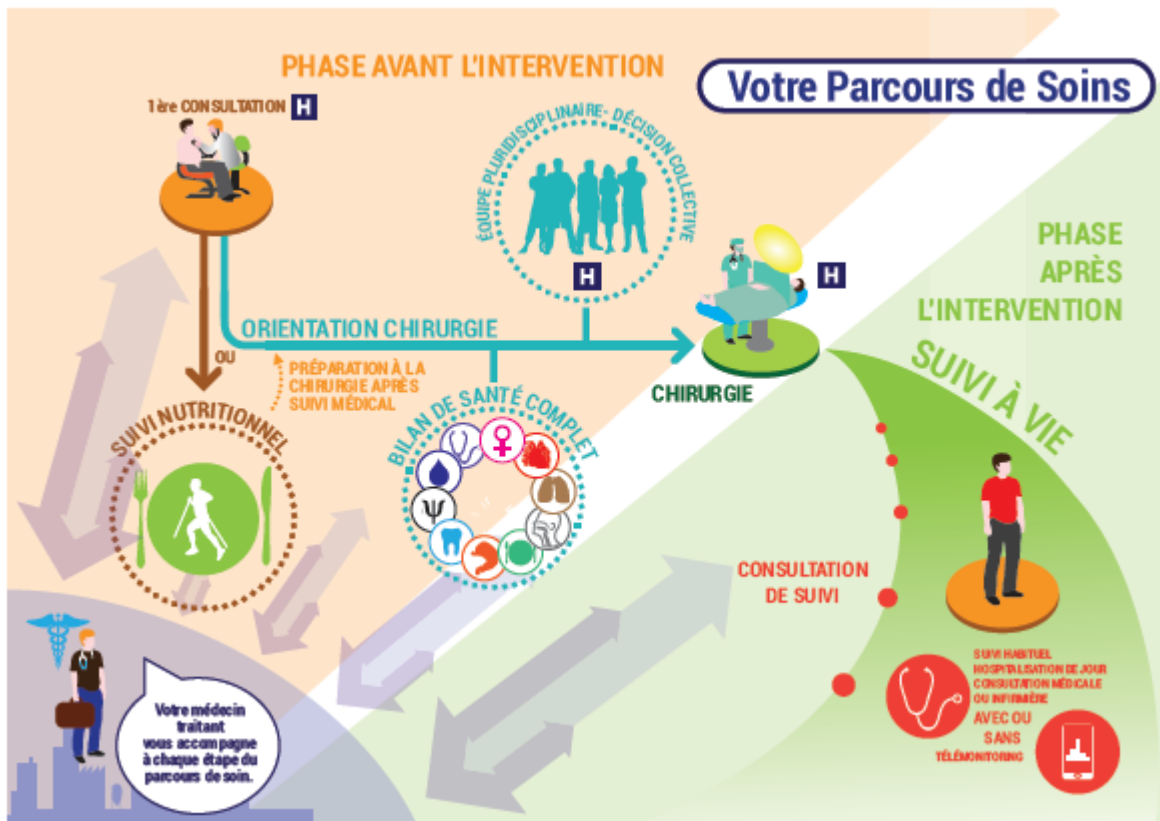 PHASE AVANT L'INTERVENTION
Votre Parcours de Soins
1ère CONSULTATION H
ÉQUIPE PLURIDISCIPLINAIRE- DÉCISION COLLECTIVE
H
H
PHASE
APRÈS
L'INTERVENTION
ORIENTATION CHIRURGIE
OU
PRÉPARATION À LA
CHIRURGIE APRÈS
SUIVI MÉDICAL
CHIRURGIE
SUIVI À VIE
SUIVI NUTRITIONNEL
BILAN DE SANTÉ COMPLET
Ψ
CONSULTATION
DE SUIVI
SUIVI HABITUEL
HOSPITALISATION DE JOUR
CONSULTATION MÉDICALE
OU INFIRMIÈRE
AVEC OU
SANS
TÉLÉMONITORING
Votre médecin
traitant
vous accompagne
à chaque étape du
parcours de soin.